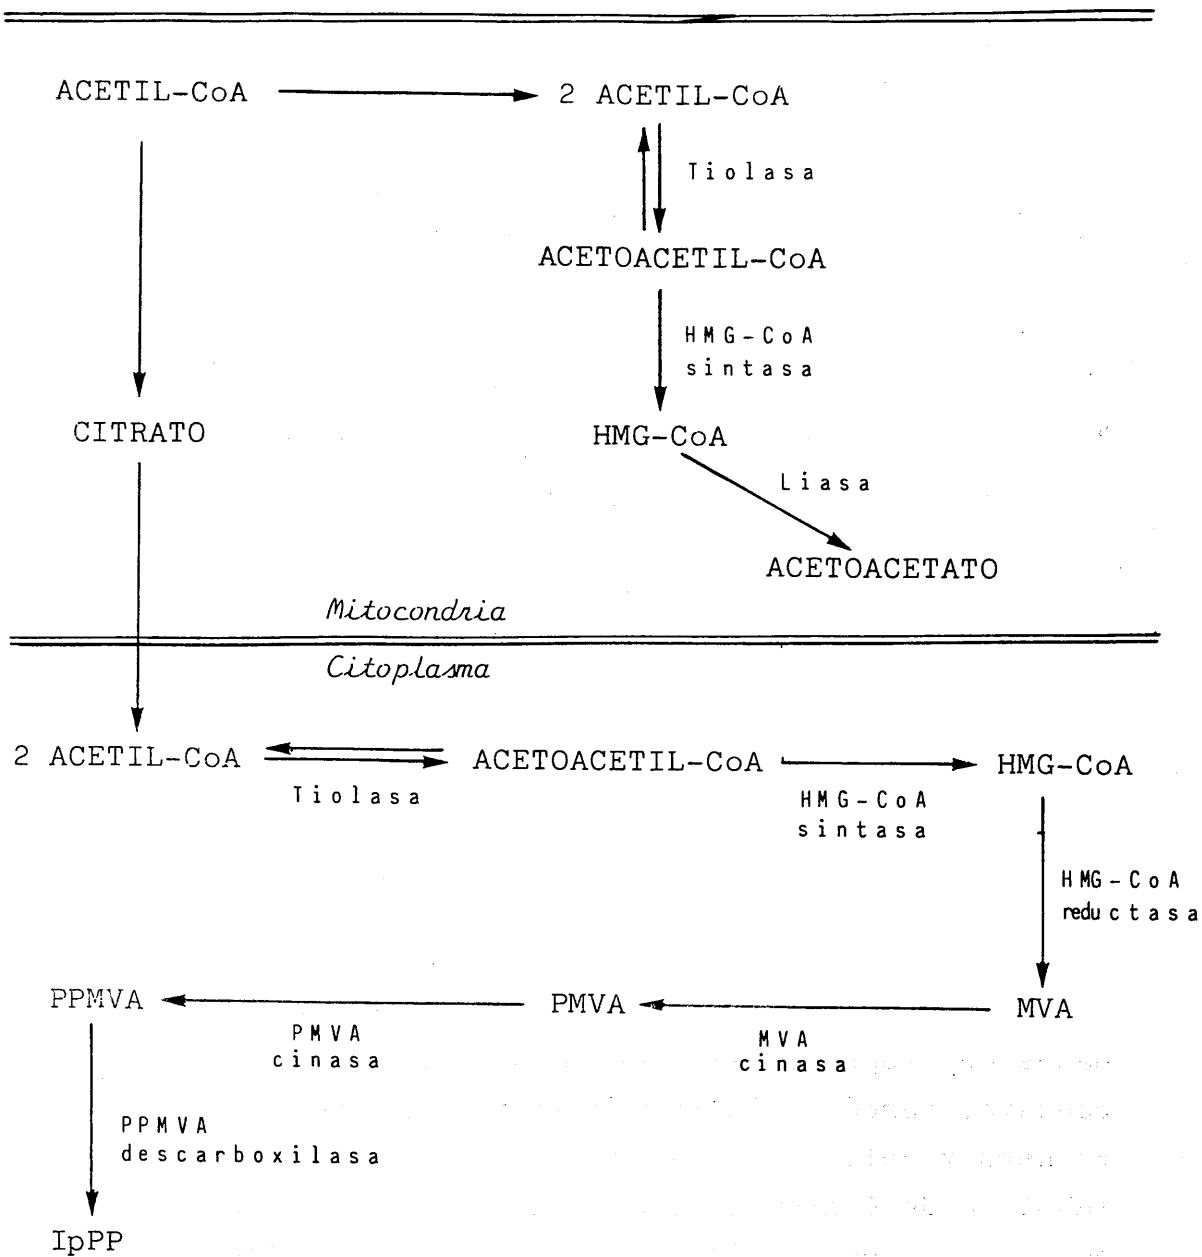 ACETIL-CoA
2 ACETIL-CoA
Tiolasa
ACETOACETIL-CoA
HMG-CoA
sintasa
CITRATO
HMG-CoA
Liasa
ACETOACETATO
Mitocondria
Citoplasma
2 ACETIL-CoA
ACETOACETIL-CoA
HMG-CoA
Tiolasa
HMG-CoA
sintasa
HMG-CoA
reductasa
PPMVA
PMVA
MVA
PMVA
cinasa
MVA
cinasa
PPMVA
descarboxilasa
IpPP